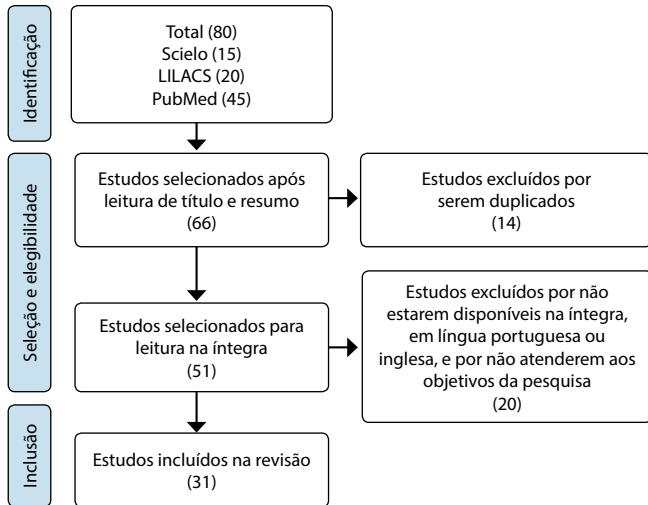 Identificação
Total (80)
Scielo (15)
LILACS (20)
PubMed (45)
Seleção e elegibilidade
Estudos selecionados após
leitura de título e resumo
(66)
Estudos excluídos por
serem duplicados
(14)
Estudos selecionados para
leitura na íntegra
(51)
Estudos excluídos por não
estarem disponíveis na íntegra,
em língua portuguesa ou
inglesa, e por não atenderem aos
objetivos da pesquisa
(20)
Inclusão
Estudos incluídos na revisão
(31)